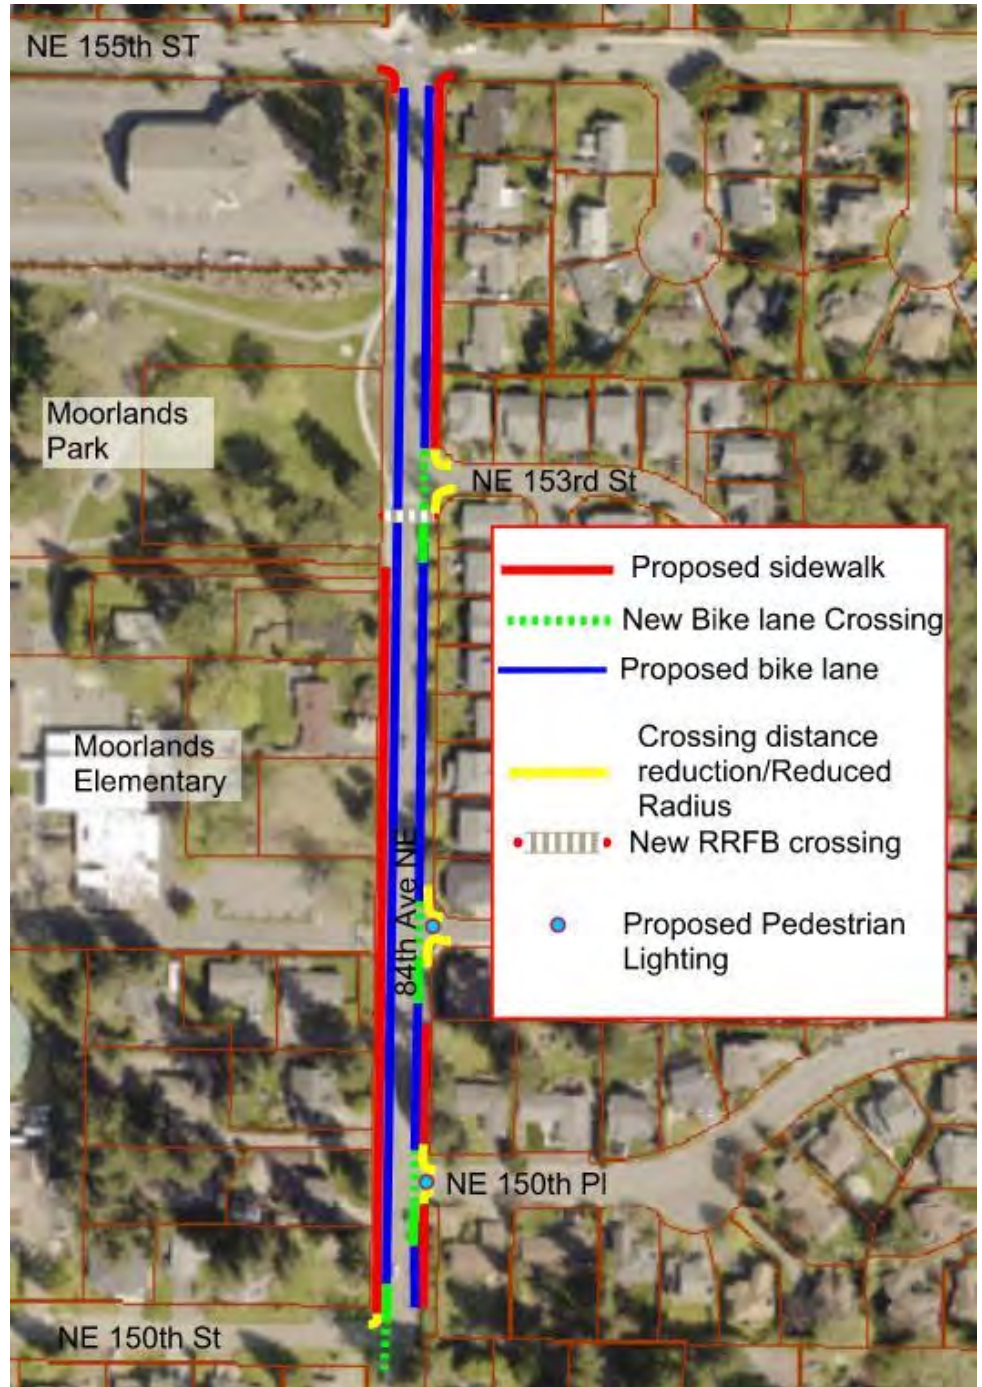 NE 155th ST
Moorlands
Park
NE 153rd St
Proposed sidewalk
New Bike lane Crossing
Proposed bike lane
Moorlands
Elementary
Crossing distance
reduction/Reduced
Radius
New RRFB crossing
84th Ave NE
Proposed Pedestrian
Lighting
NE 150th Pl
NE 150th St